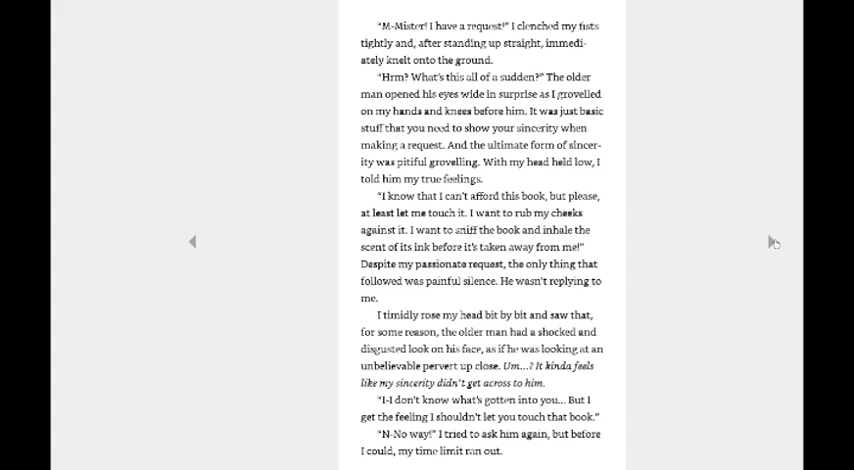 “M-Mister! I have a request!” I clenched my fists
tightly and, after standing up straight, immedi-
ately knelt onto the ground.
“Hrm? What’s this all of a sudden?” The older
man opened his eyes wide in surprise as I grovelled
on my hands and knees before him. It was just basic
stuff that you need to show your sincerity when
making a request. And the ultimate form of sincer-
ity was pitiful grovelling. With my head held low, I
told him my true feelings.
“I know that I can’t afford this book, but please,
at least let me touch it. I want to rub my cheeks
against it. I want to sniff the book and inhale the
scent of its ink before it’s taken away from me!”
Despite my passionate request, the only thing that
followed was painful silence. He wasn’t replying to
me.
I timidly rose my head bit by bit and saw that,
for some reason, the older man had a shocked and
disgusted look on his face, as if he was looking at an
unbelievable pervert up close. Um...? It kinda feels
like my sincerity didn’t get across to him.
“I-I don’t know what’s gotten into you... But I
get the feeling I shouldn’t let you touch that book.”
“N-No way!” I tried to ask him again, but before
I could, my time limit ran out.